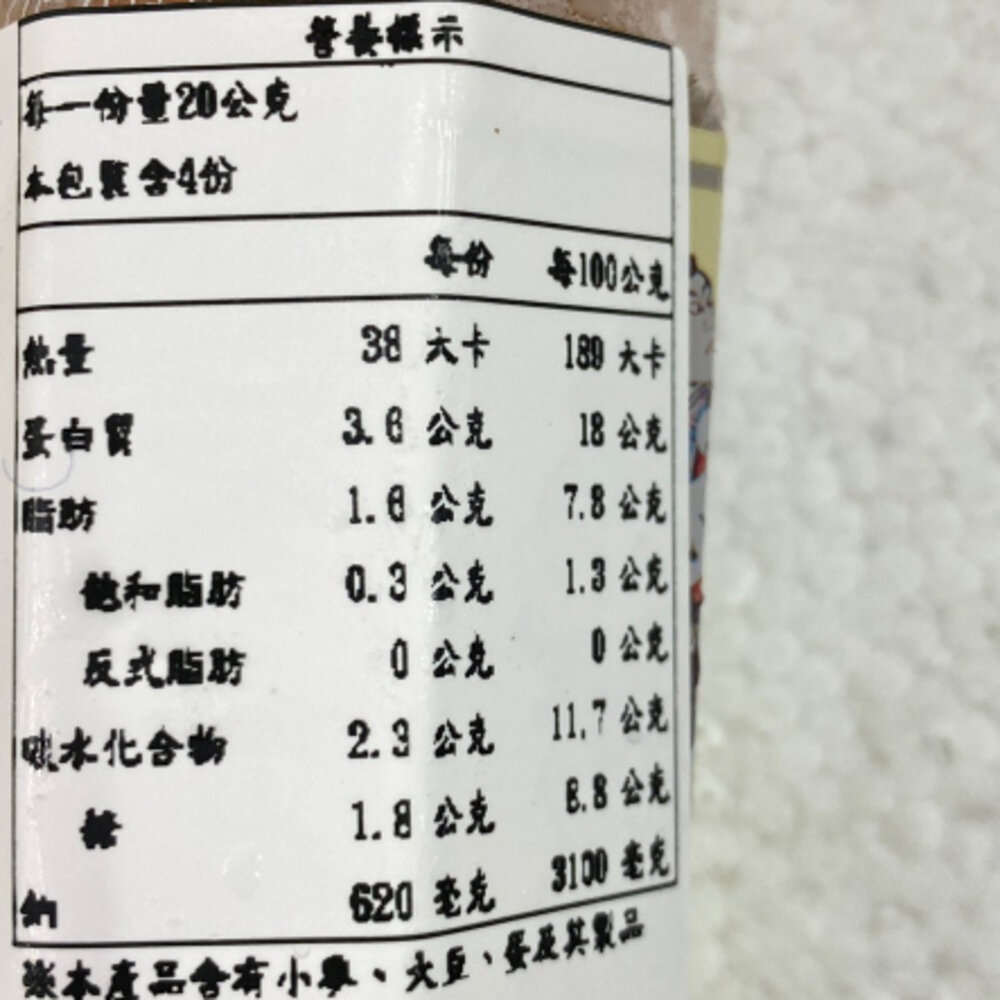 營養標示
每一份量20公克
本包裝含4份
每份 每100公克
熱量 38 大卡 189 大卡
蛋白質 3.6 公克 18 公克
脂肪 1.6 公克 7.8 公克
飽和脂肪 0.3 公克 1.3 公克
反式脂肪 0 公克 0 公克
碳水化合物 2.3 公克 11.7 公克
糖 1.8 公克 8.8 公克
鈉 620 毫克 3100 毫克
※本產品含有小麥、大豆、蛋及其製品